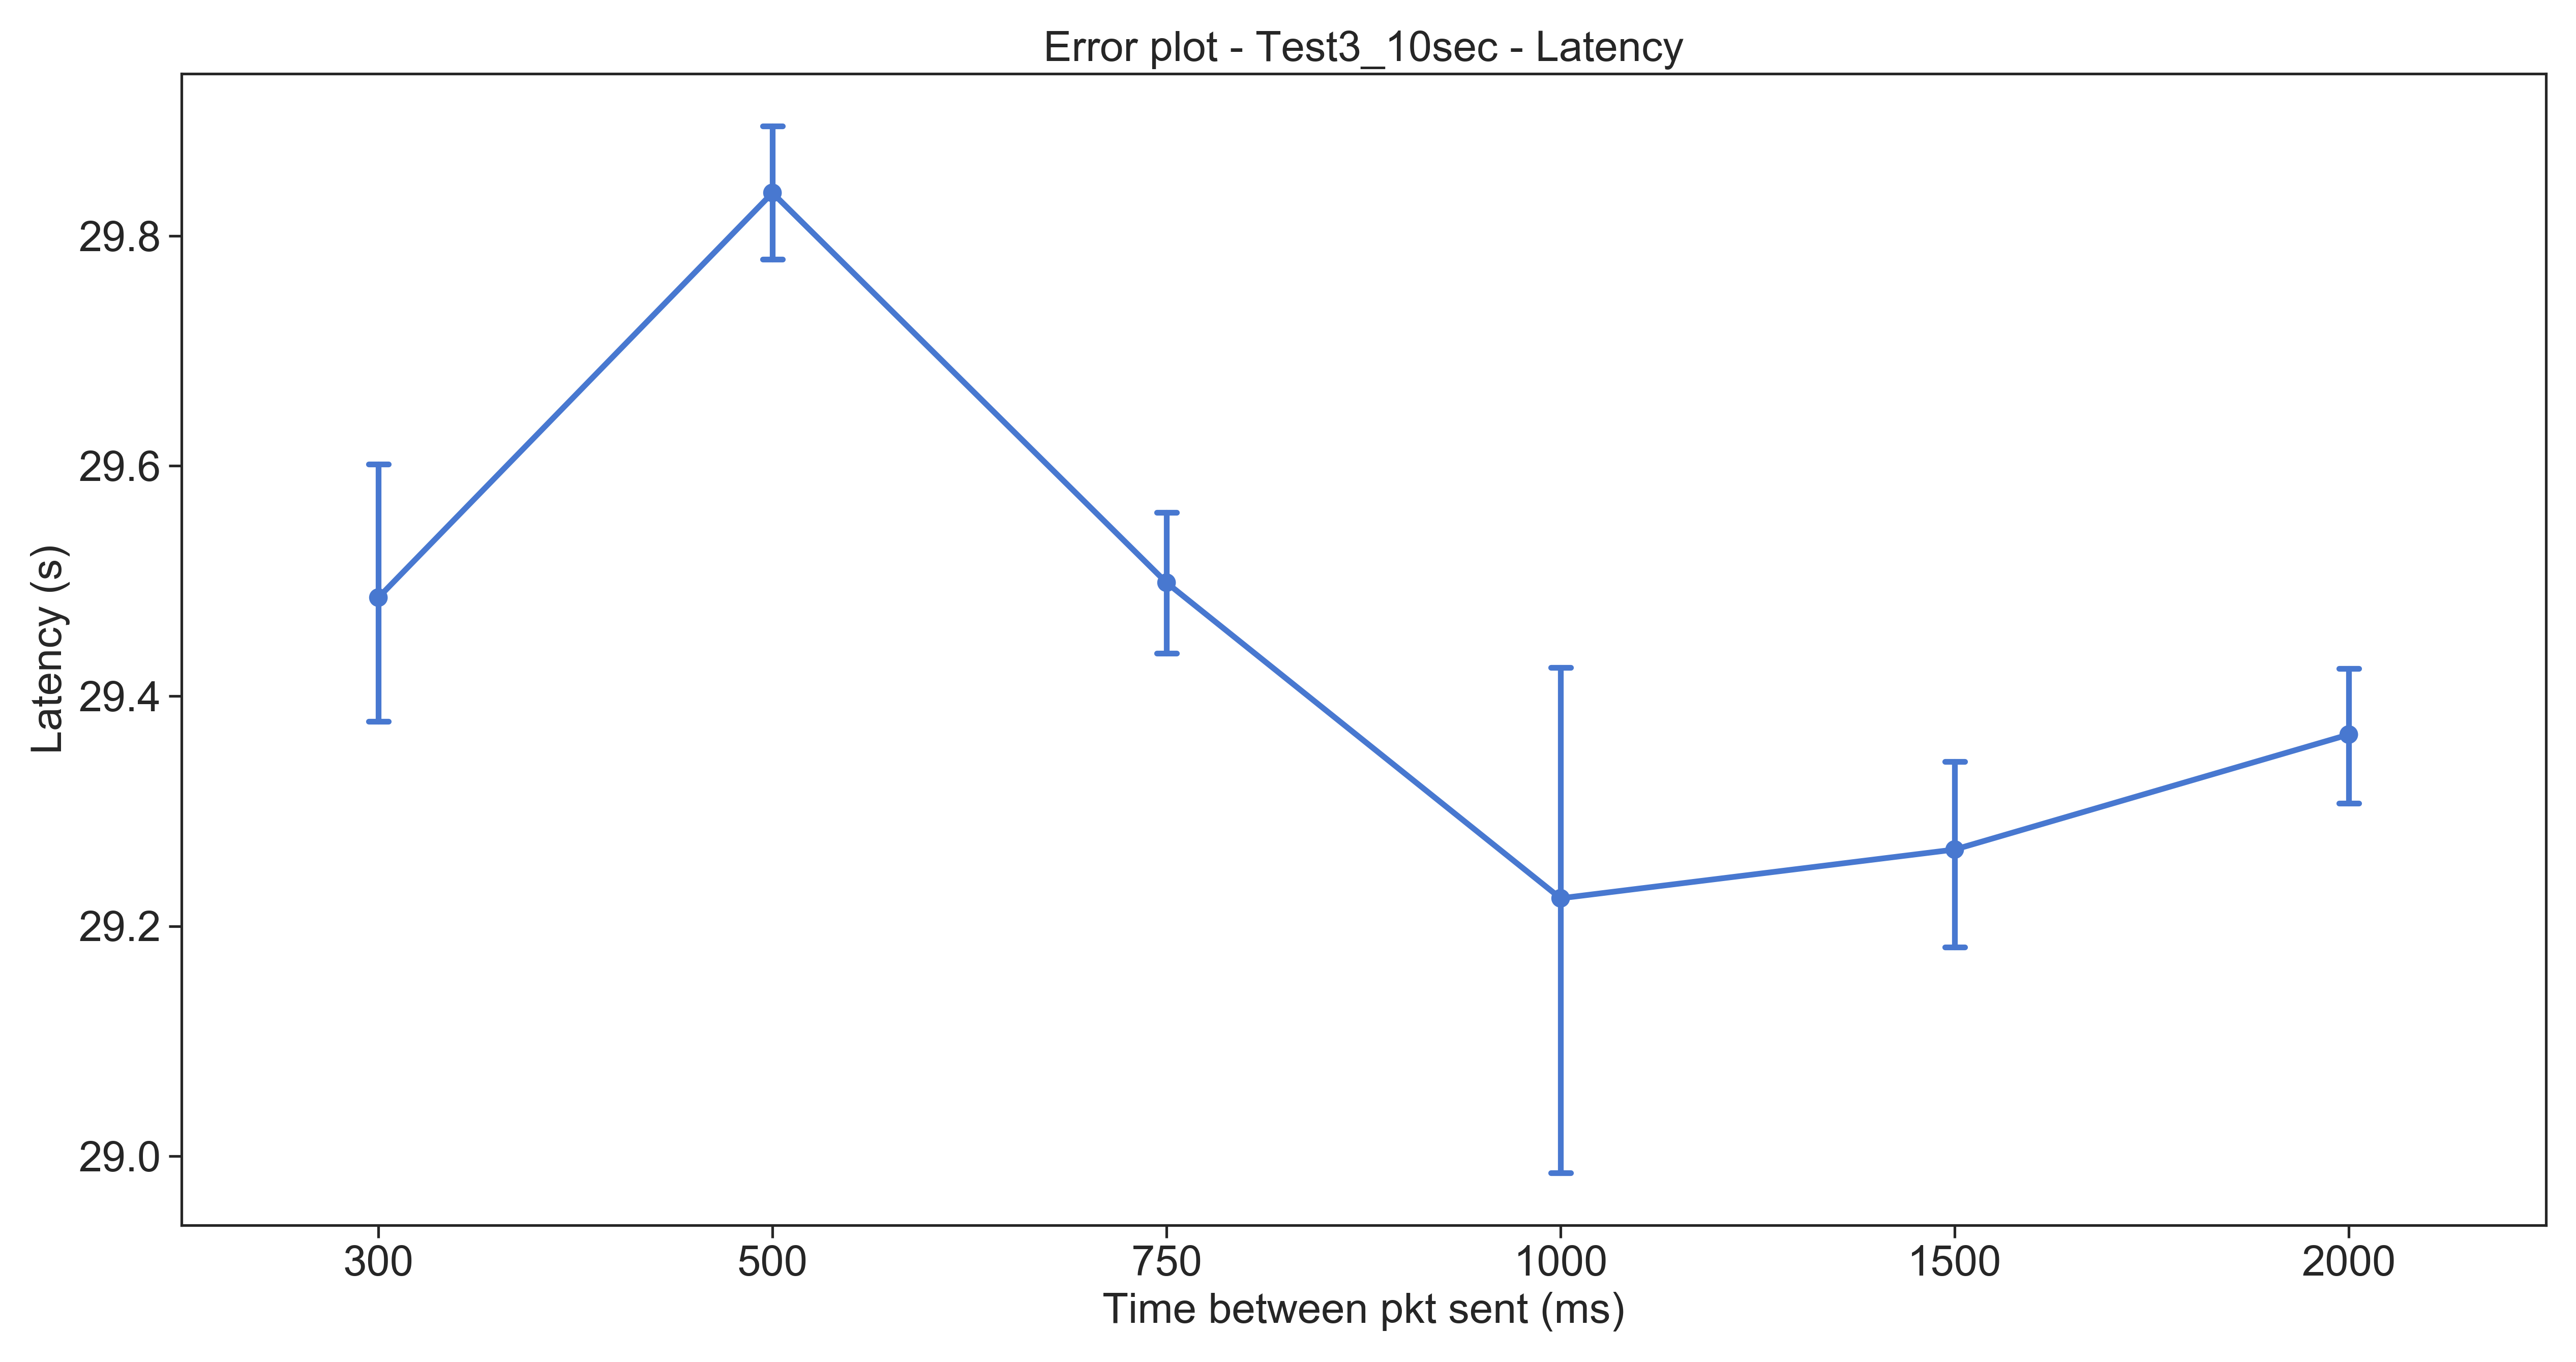 Error plot - Test3_10sec - Latency
Latency (s)
29.8
29.6
29.4
29.2
29.0
300 500 750 1000 1500 2000
Time between pkt sent (ms)